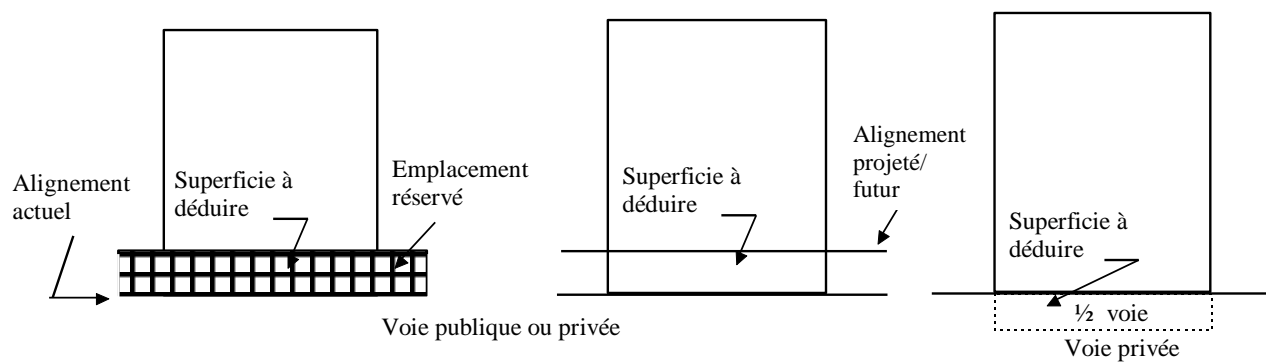 Alignement
actuel
Superficie à
déduire
Emplacement
réservé
Superficie à
déduire
Alignement
projeté/
futur
Superficie à
déduire
½ voie
Voie publique ou privée
Voie privée